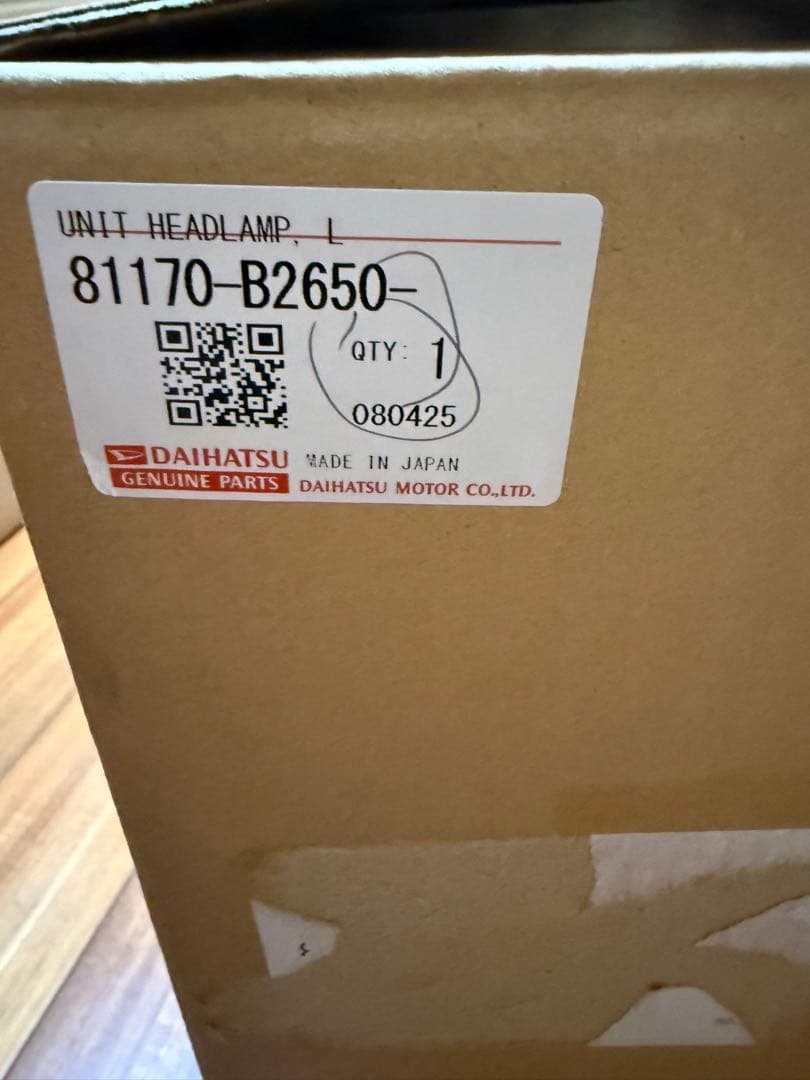 UNIT HEADLAMP, L
81170-B2650-
QTY: 1
080425
DAIHATSU
GENUINE PARTS
MADE IN JAPAN
DAIHATSU MOTOR CO.,LTD.